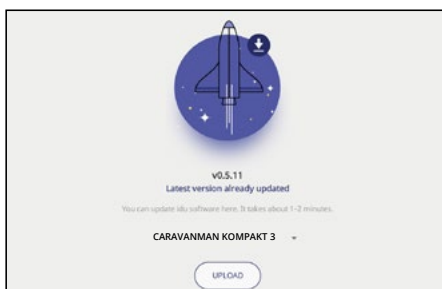 v0.5.11
Latest version already updated
You can update idu software here. It takes about 1-2 minutes.
CARAVANMAN KOMPAKT 3
UPLOAD